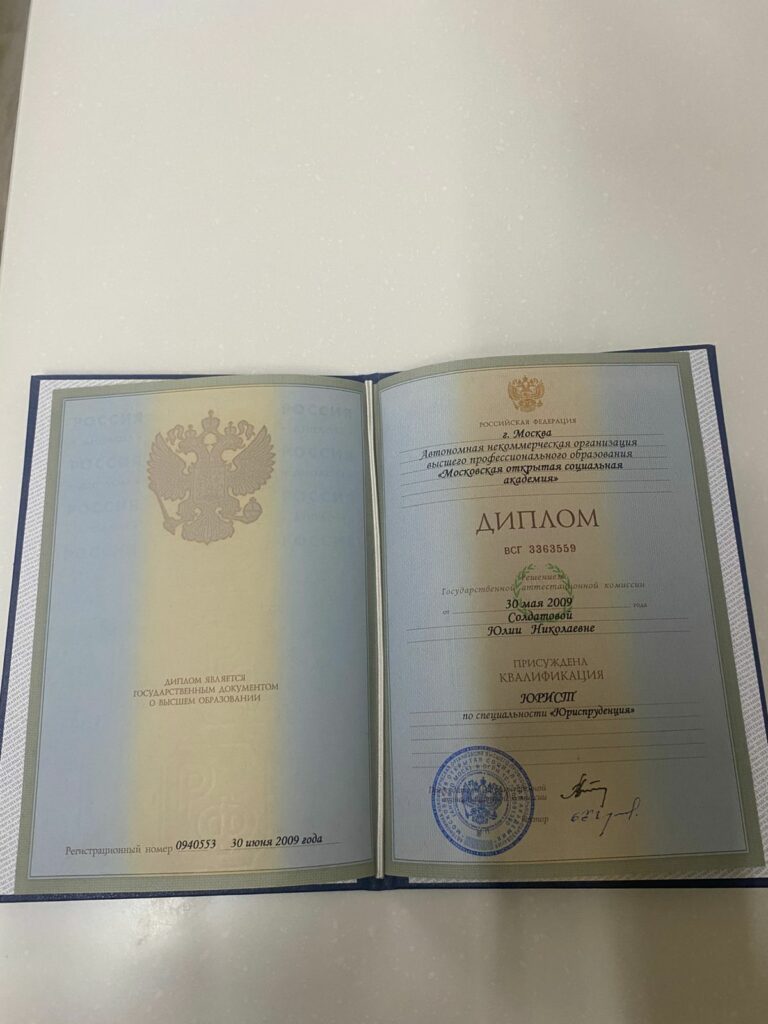 ДИПЛОМ ЯВЛЯЕТСЯ
ГОСУДАРСТВЕННЫМ ДОКУМЕНТОМ
О ВЫСШЕМ ОБРАЗОВАНИИ
Регистрационный номер 0940553 30 июня 2009 года
РОССИЙСКАЯ ФЕДЕРАЦИЯ
г. Москва
Автономная некоммерческая организация
высшего профессионального образования
«Московская открытая социальная
академия»
ДИПЛОМ
ВСГ 3363559
Решением
Государственной аттестационной комиссии
от 30 мая 2009 года
Солдатовой
Юлии Николаевне
ПРИСУЖДЕНА
КВАЛИФИКАЦИЯ
ЮРИСТ
по специальности «Юриспруденция»